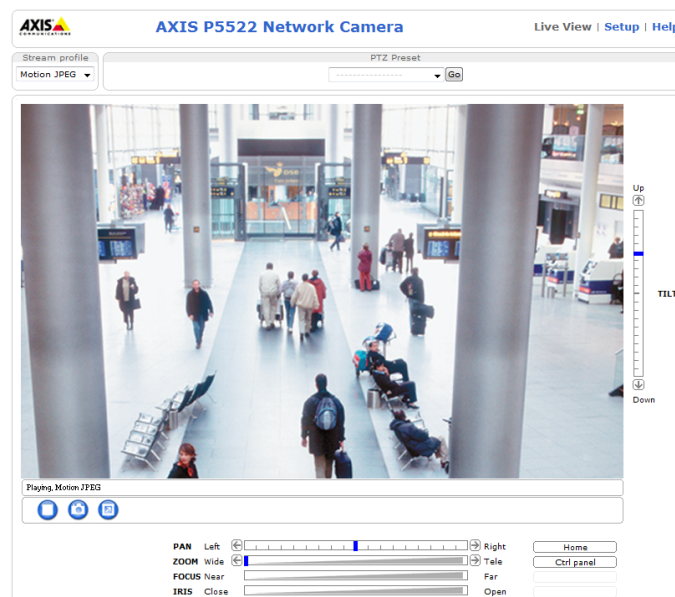 AXIS
COMMUNICATIONS
AXIS P5522 Network Camera
Live View | Setup | Help
Stream profile
PTZ Preset
Motion JPEG
----------------
Go
Up
TILT
Down
Playing, Motion JPEG
PAN Left Right Home
ZOOM Wide Tele Ctrl panel
FOCUS Near Far
IRIS Close Open